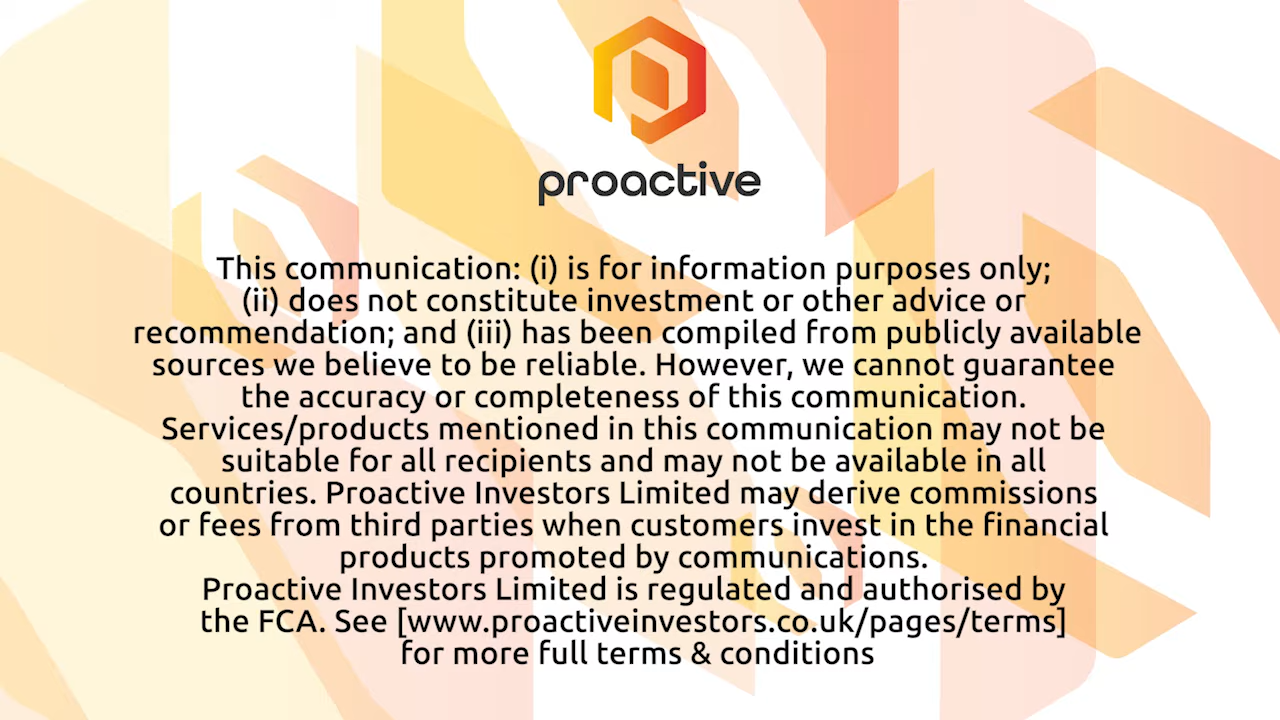 proactive
This communication: (i) is for information purposes only;
(ii) does not constitute investment or other advice or
recommendation; and (iii) has been compiled from publicly available
sources we believe to be reliable. However, we cannot guarantee
the accuracy or completeness of this communication.
Services/products mentioned in this communication may not be
suitable for all recipients and may not be available in all
countries. Proactive Investors Limited may derive commissions
or fees from third parties when customers invest in the financial
products promoted by communications.
Proactive Investors Limited is regulated and authorised by
the FCA. See [www.proactiveinvestors.co.uk/pages/terms]
for more full terms & conditions